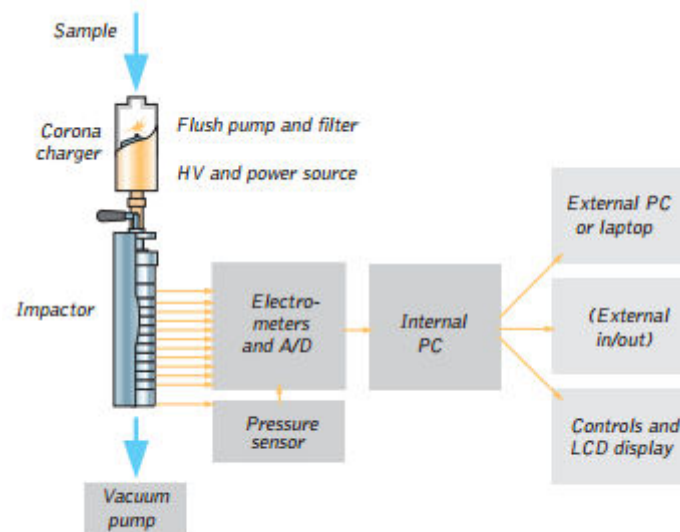 Sample
Corona
charger
Flush pump and filter
HV and power source
Impactor
Electro-
meters
and A/D
Internal
PC
External PC
or laptop
(External
in/out)
Controls and
LCD display
Pressure
sensor
Vacuum
pump